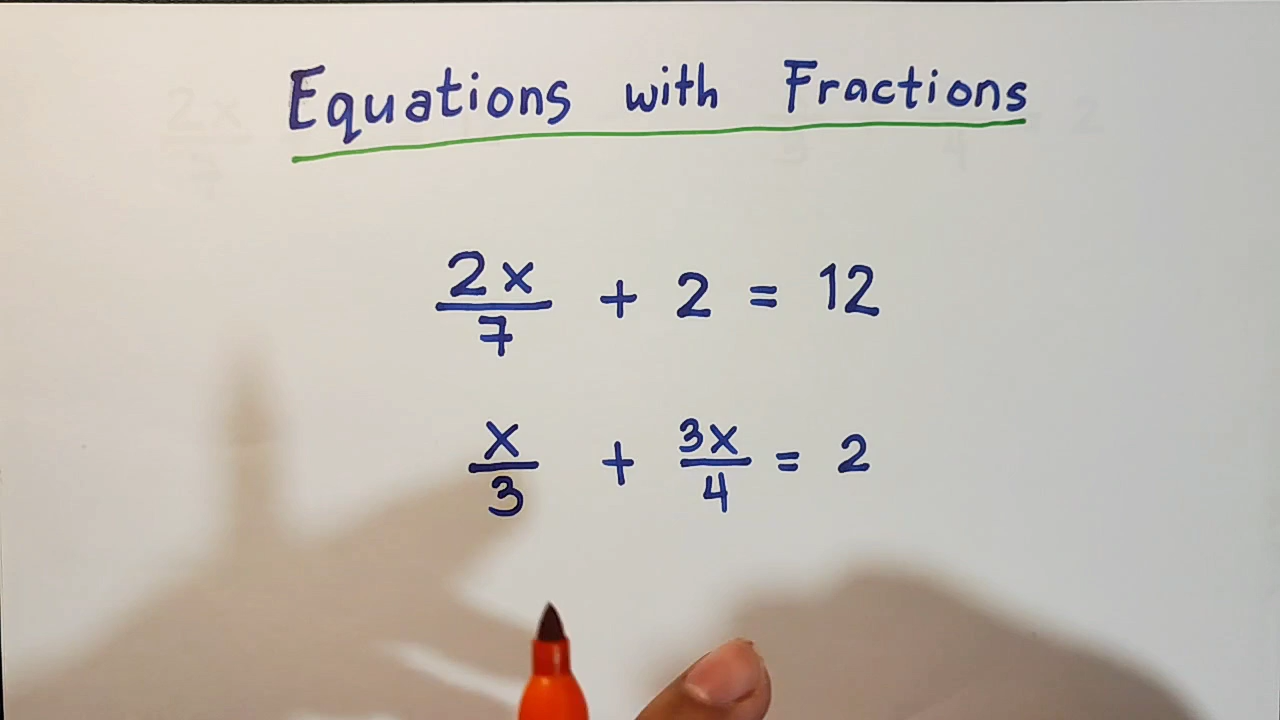 Equations with Fractions
2x/7 + 2 = 12
x/3 + 3x/4 = 2